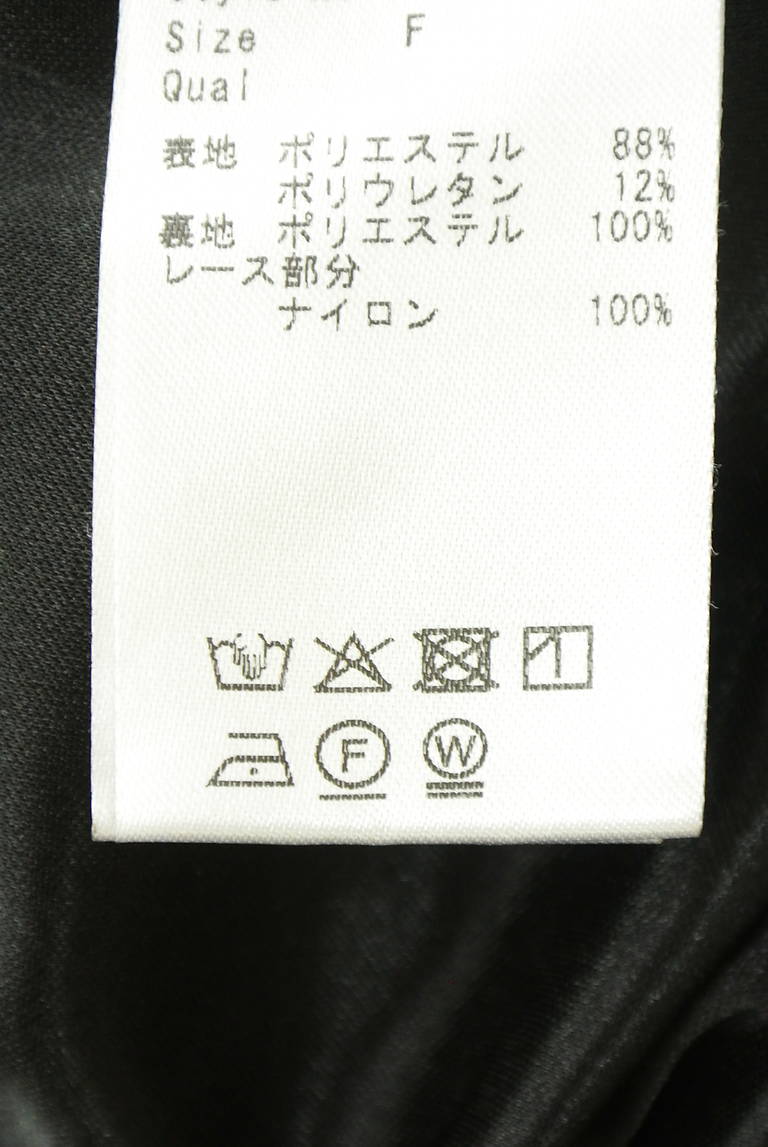 Size F
Qual
表地 ポリエステル 88%
ポリウレタン 12%
裏地 ポリエステル 100%
レース部分
ナイロン 100%
F W